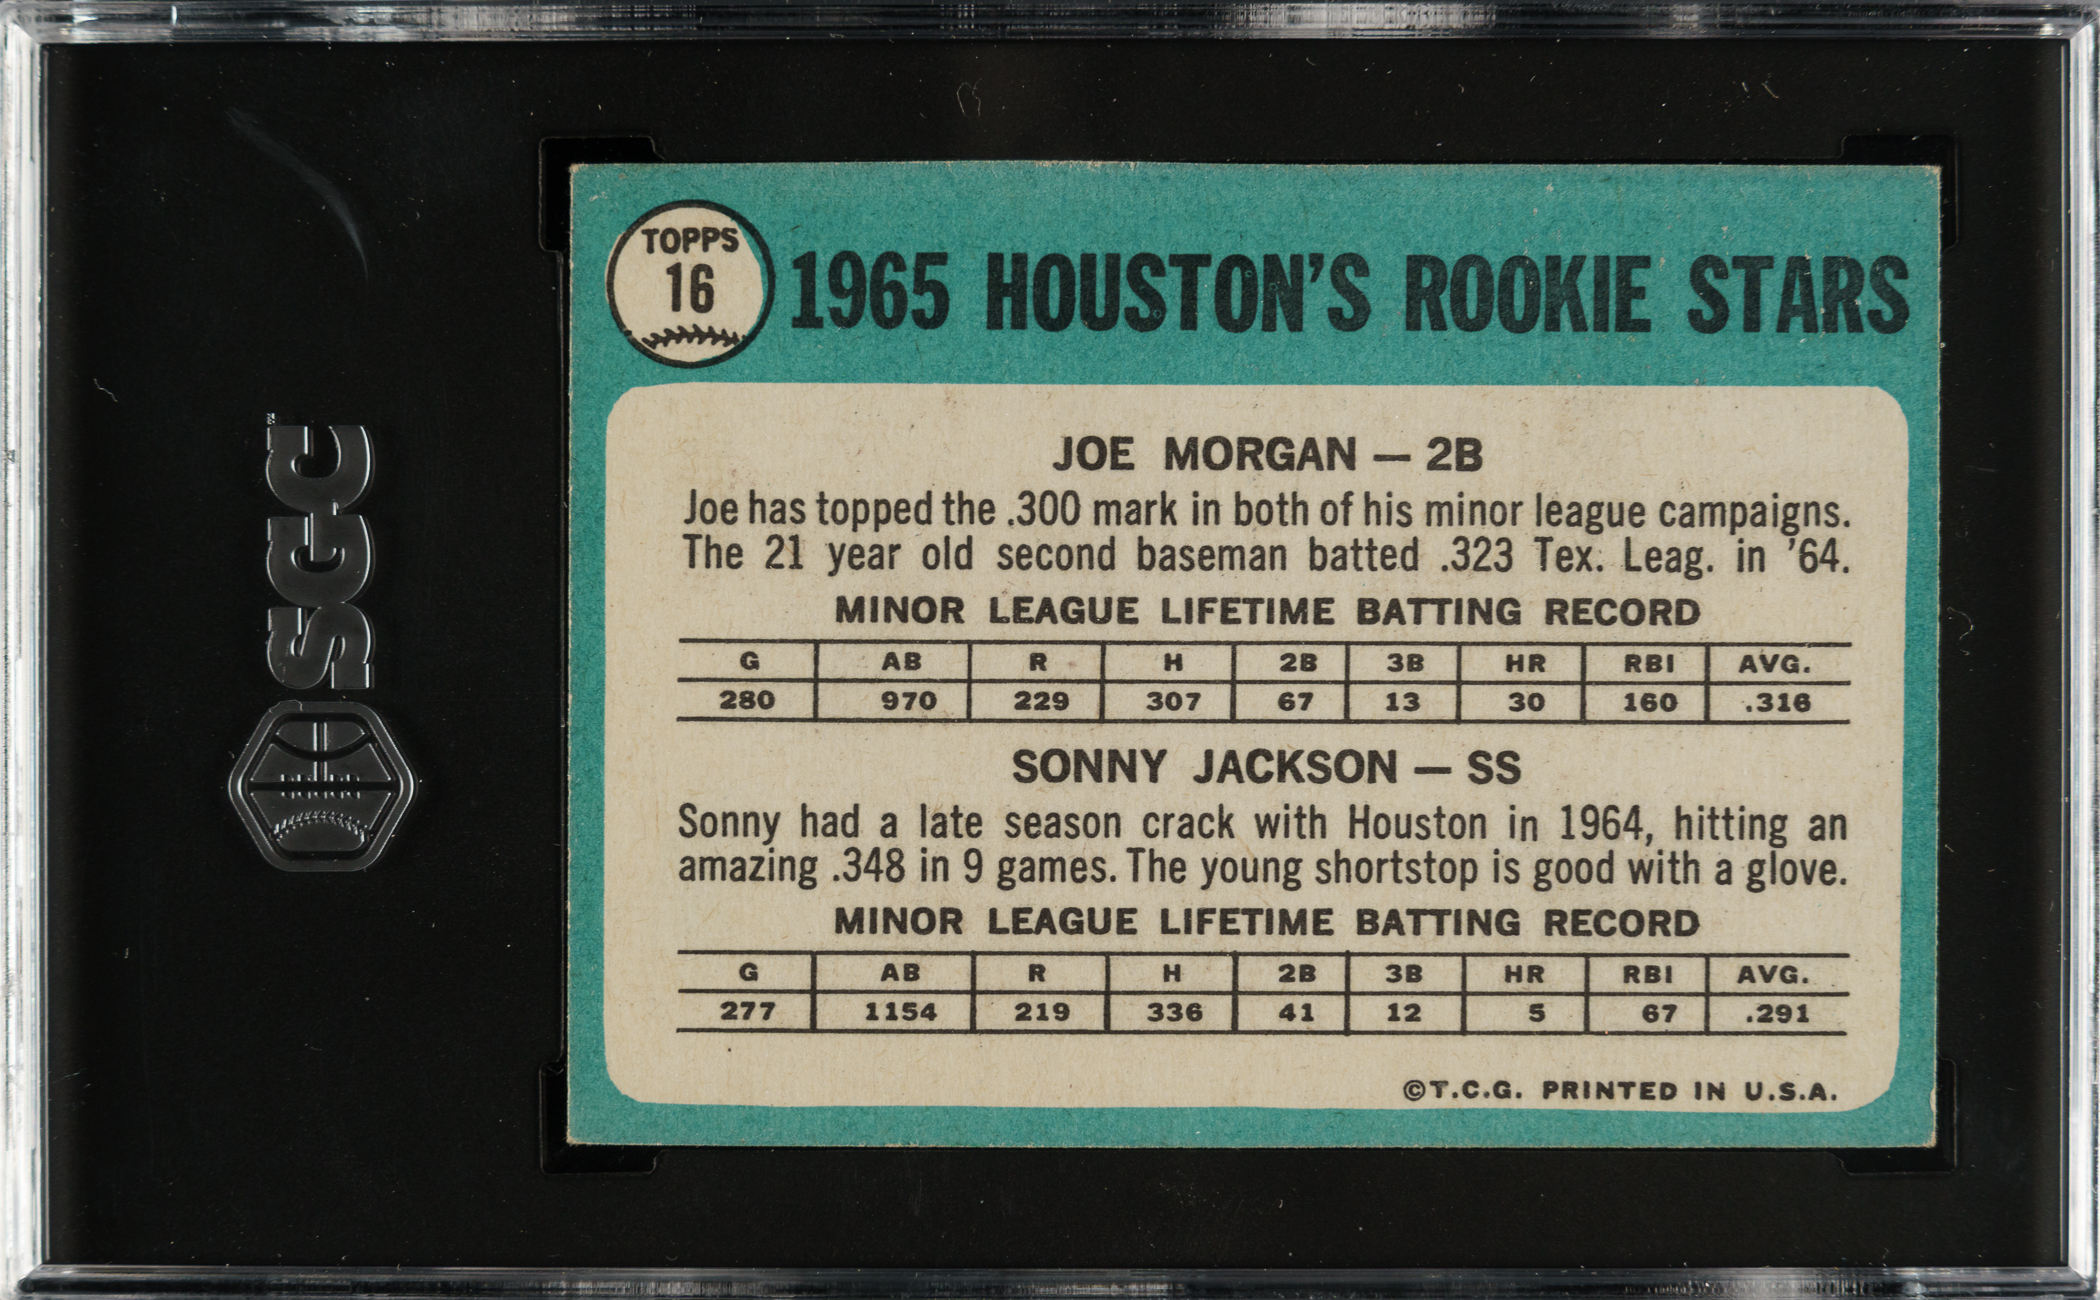 SGC
TOPPS
16
1965 HOUSTON'S ROOKIE STARS
JOE MORGAN — 2B
Joe has topped the .300 mark in both of his minor league campaigns.
The 21 year old second baseman batted .323 Tex. Leag. in '64.
MINOR LEAGUE LIFETIME BATTING RECORD
G AB R H 2B 3B HR RBI AVG.
280 970 229 307 67 13 30 160 .316
SONNY JACKSON — SS
Sonny had a late season crack with Houston in 1964, hitting an
amazing .348 in 9 games. The young shortstop is good with a glove.
MINOR LEAGUE LIFETIME BATTING RECORD
G AB R H 2B 3B HR RBI AVG.
277 1154 219 336 41 12 5 67 .291
©T.C.G. PRINTED IN U.S.A.